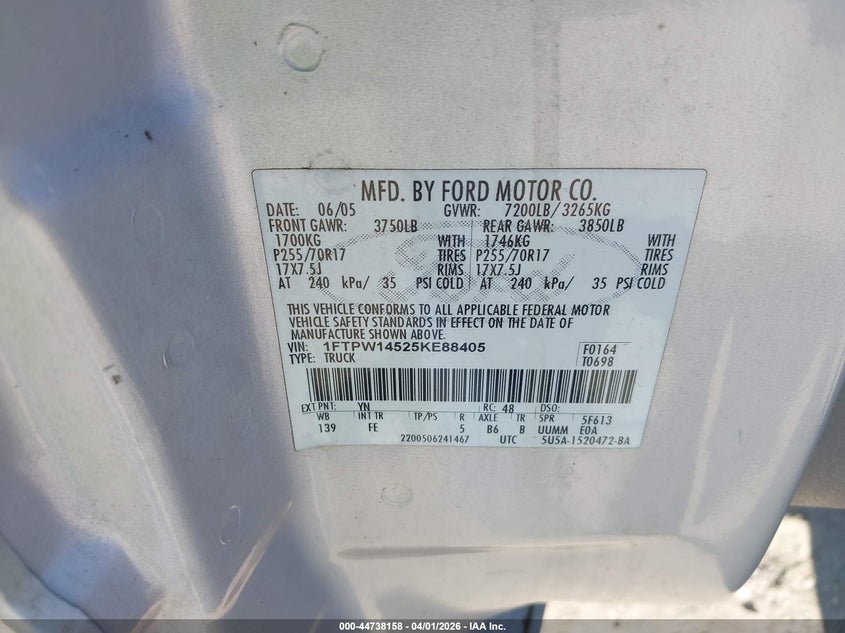 MFD. BY FORD MOTOR CO.
DATE: 06/05 GVWR: 7200LB/3265KG
FRONT GAWR: 3750LB REAR GAWR: 3850LB
1700KG WITH 1746KG WITH
P255/70R17 TIRES P255/70R17 TIRES
17X7.5J RIMS 17X7.5J RIMS
AT 240 kPa/ 35 PSI COLD AT 240 kPa/ 35 PSI COLD
THIS VEHICLE CONFORMS TO ALL APPLICABLE FEDERAL MOTOR
VEHICLE SAFETY STANDARDS IN EFFECT ON THE DATE OF
MANUFACTURE SHOWN ABOVE.
VIN: 1FTPW14525KE88405 F0164
TYPE: TRUCK T0698
EXT PNT: YN RC: 48 DSO:
WB INT TR TP/PS R AXLE TR SPR 5F613
139 FE 5 B6 B UUMM E0A
2200506241467 UTC 5U5A-1520472-BA
000-44738158 - 04/01/2026 - IAA Inc.